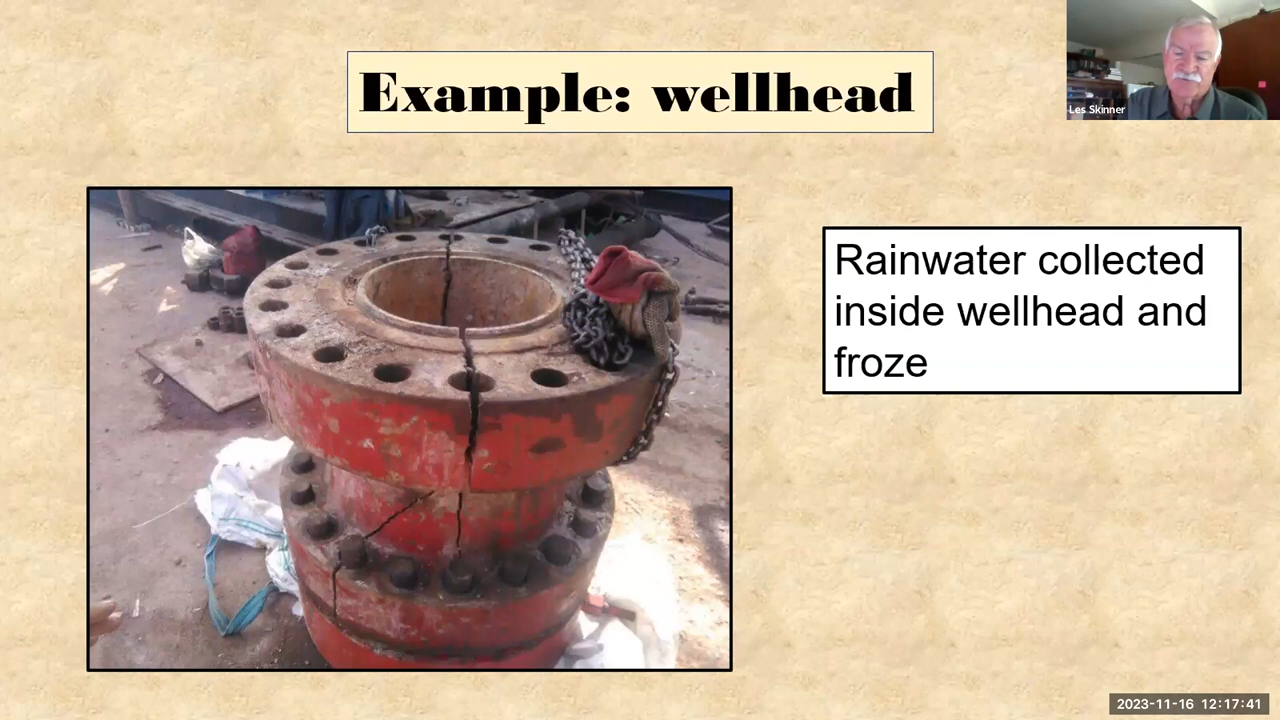 Example: wellhead
Les Skinner
Rainwater collected
inside wellhead and
froze
2023-11-16 12:17:41